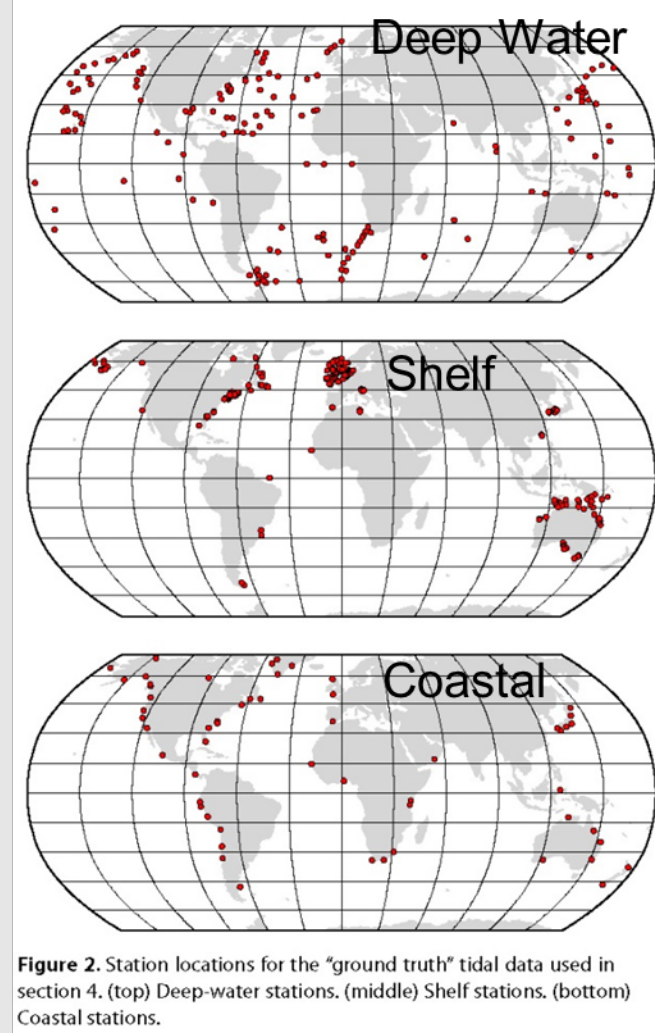 Deep Water
Shelf
Coastal
Figure 2. Station locations for the “ground truth” tidal data used in
section 4. (top) Deep-water stations. (middle) Shelf stations. (bottom)
Coastal stations.